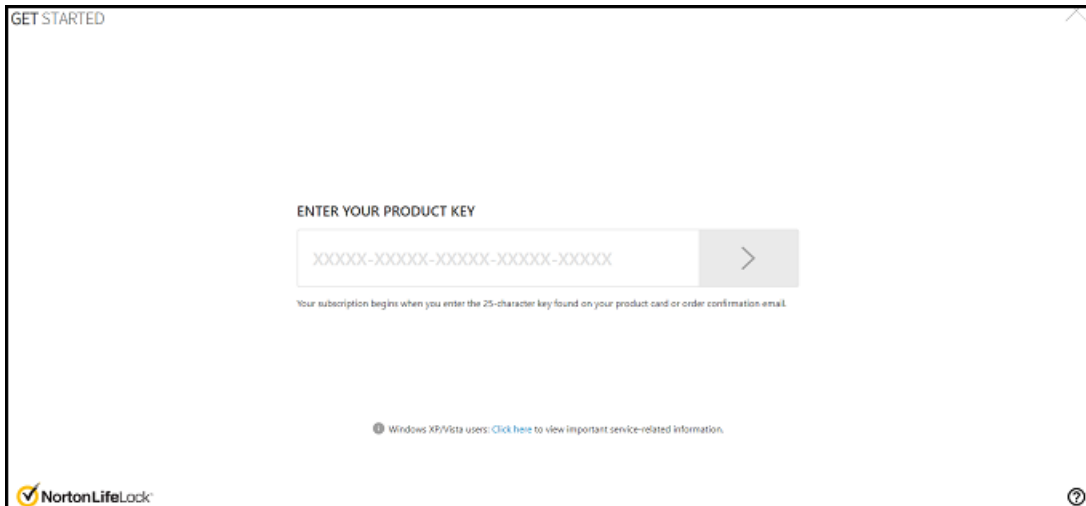 GET STARTED
ENTER YOUR PRODUCT KEY
XXXXX-XXXXX-XXXXX-XXXXX-XXXXX
Your subscription begins when you enter the 25-character key found on your product card or order confirmation email.
Windows XP/Vista users: Click here to view important service-related information.
NortonLifeLock